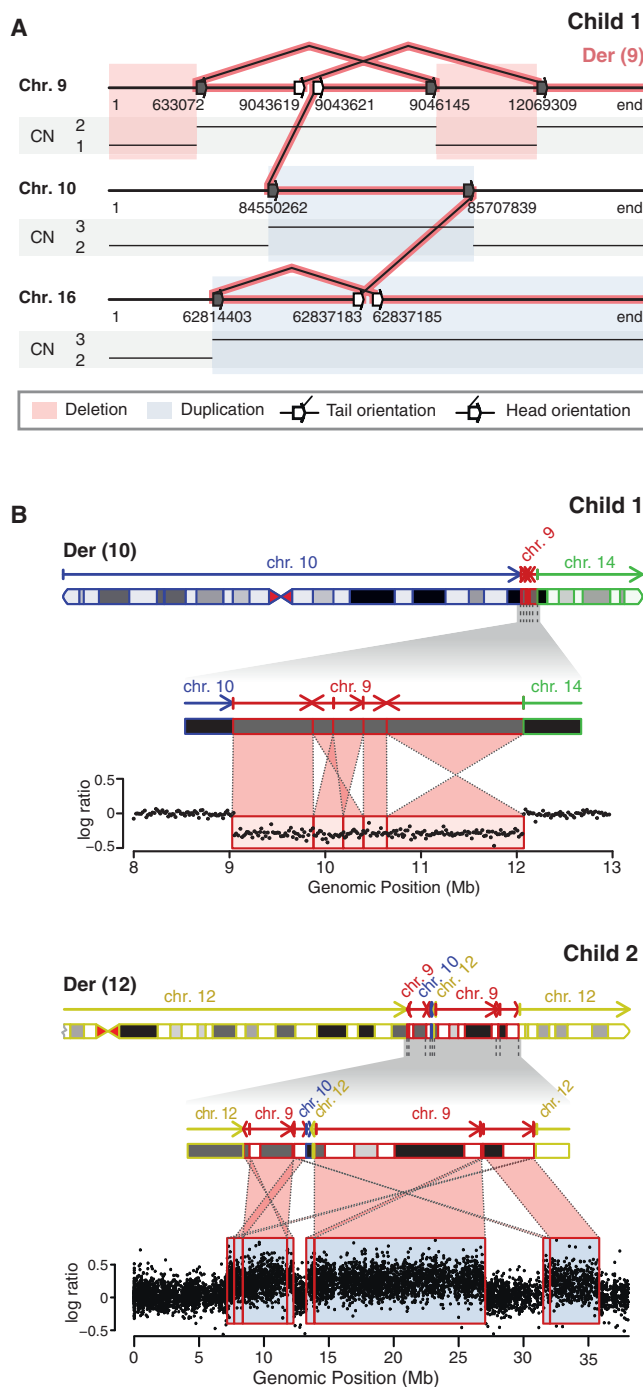 A
Child 1
Der (9)
Chr. 9
1 633072 9043619 9043621 9046145 12069309 end
CN 2
1
Chr. 10
1 84550262 85707839 end
CN 3
2
Chr. 16
1 62814403 62837183 62837185 end
CN 3
2
Deletion Duplication Tail orientation Head orientation
B
Child 1
Der (10)
chr. 10 chr. 9 chr. 14
chr. 10 chr. 9 chr. 14
log ratio
0.5
0
−0.5
8 9 10 11 12 13
Genomic Position (Mb)
Child 2
Der (12)
chr. 12 chr. 9 chr. 10 chr. 12 chr. 9 chr. 12
chr. 12 chr. 9 chr. 10 chr. 12 chr. 9 chr. 12
log ratio
0.5
0
-0.5
0 5 10 15 20 25 30 35
Genomic Position (Mb)